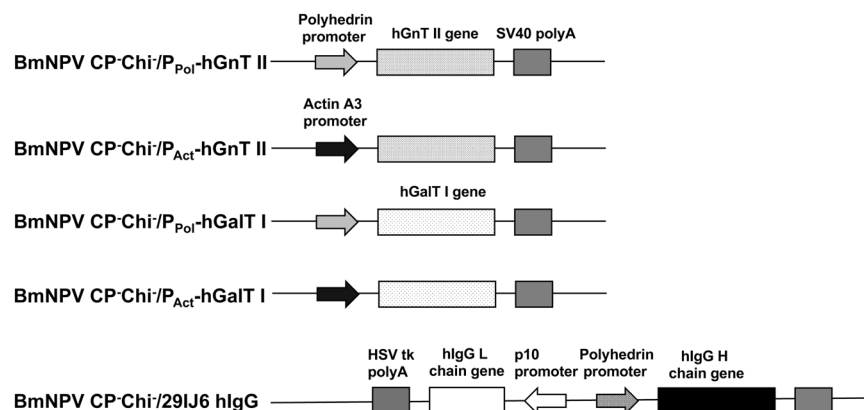 Polyhedrin
promoter
hGnT II gene
SV40 polyA
BmNPV CP⁻Chi⁻/P_Pol-hGnT II
Actin A3
promoter
BmNPV CP⁻Chi⁻/P_Act-hGnT II
hGalT I gene
BmNPV CP⁻Chi⁻/P_Pol-hGalT I
BmNPV CP⁻Chi⁻/P_Act-hGalT I
HSV tk
polyA
hIgG L
chain gene
p10
promoter
Polyhedrin
promoter
hIgG H
chain gene
BmNPV CP⁻Chi⁻/29IJ6 hIgG